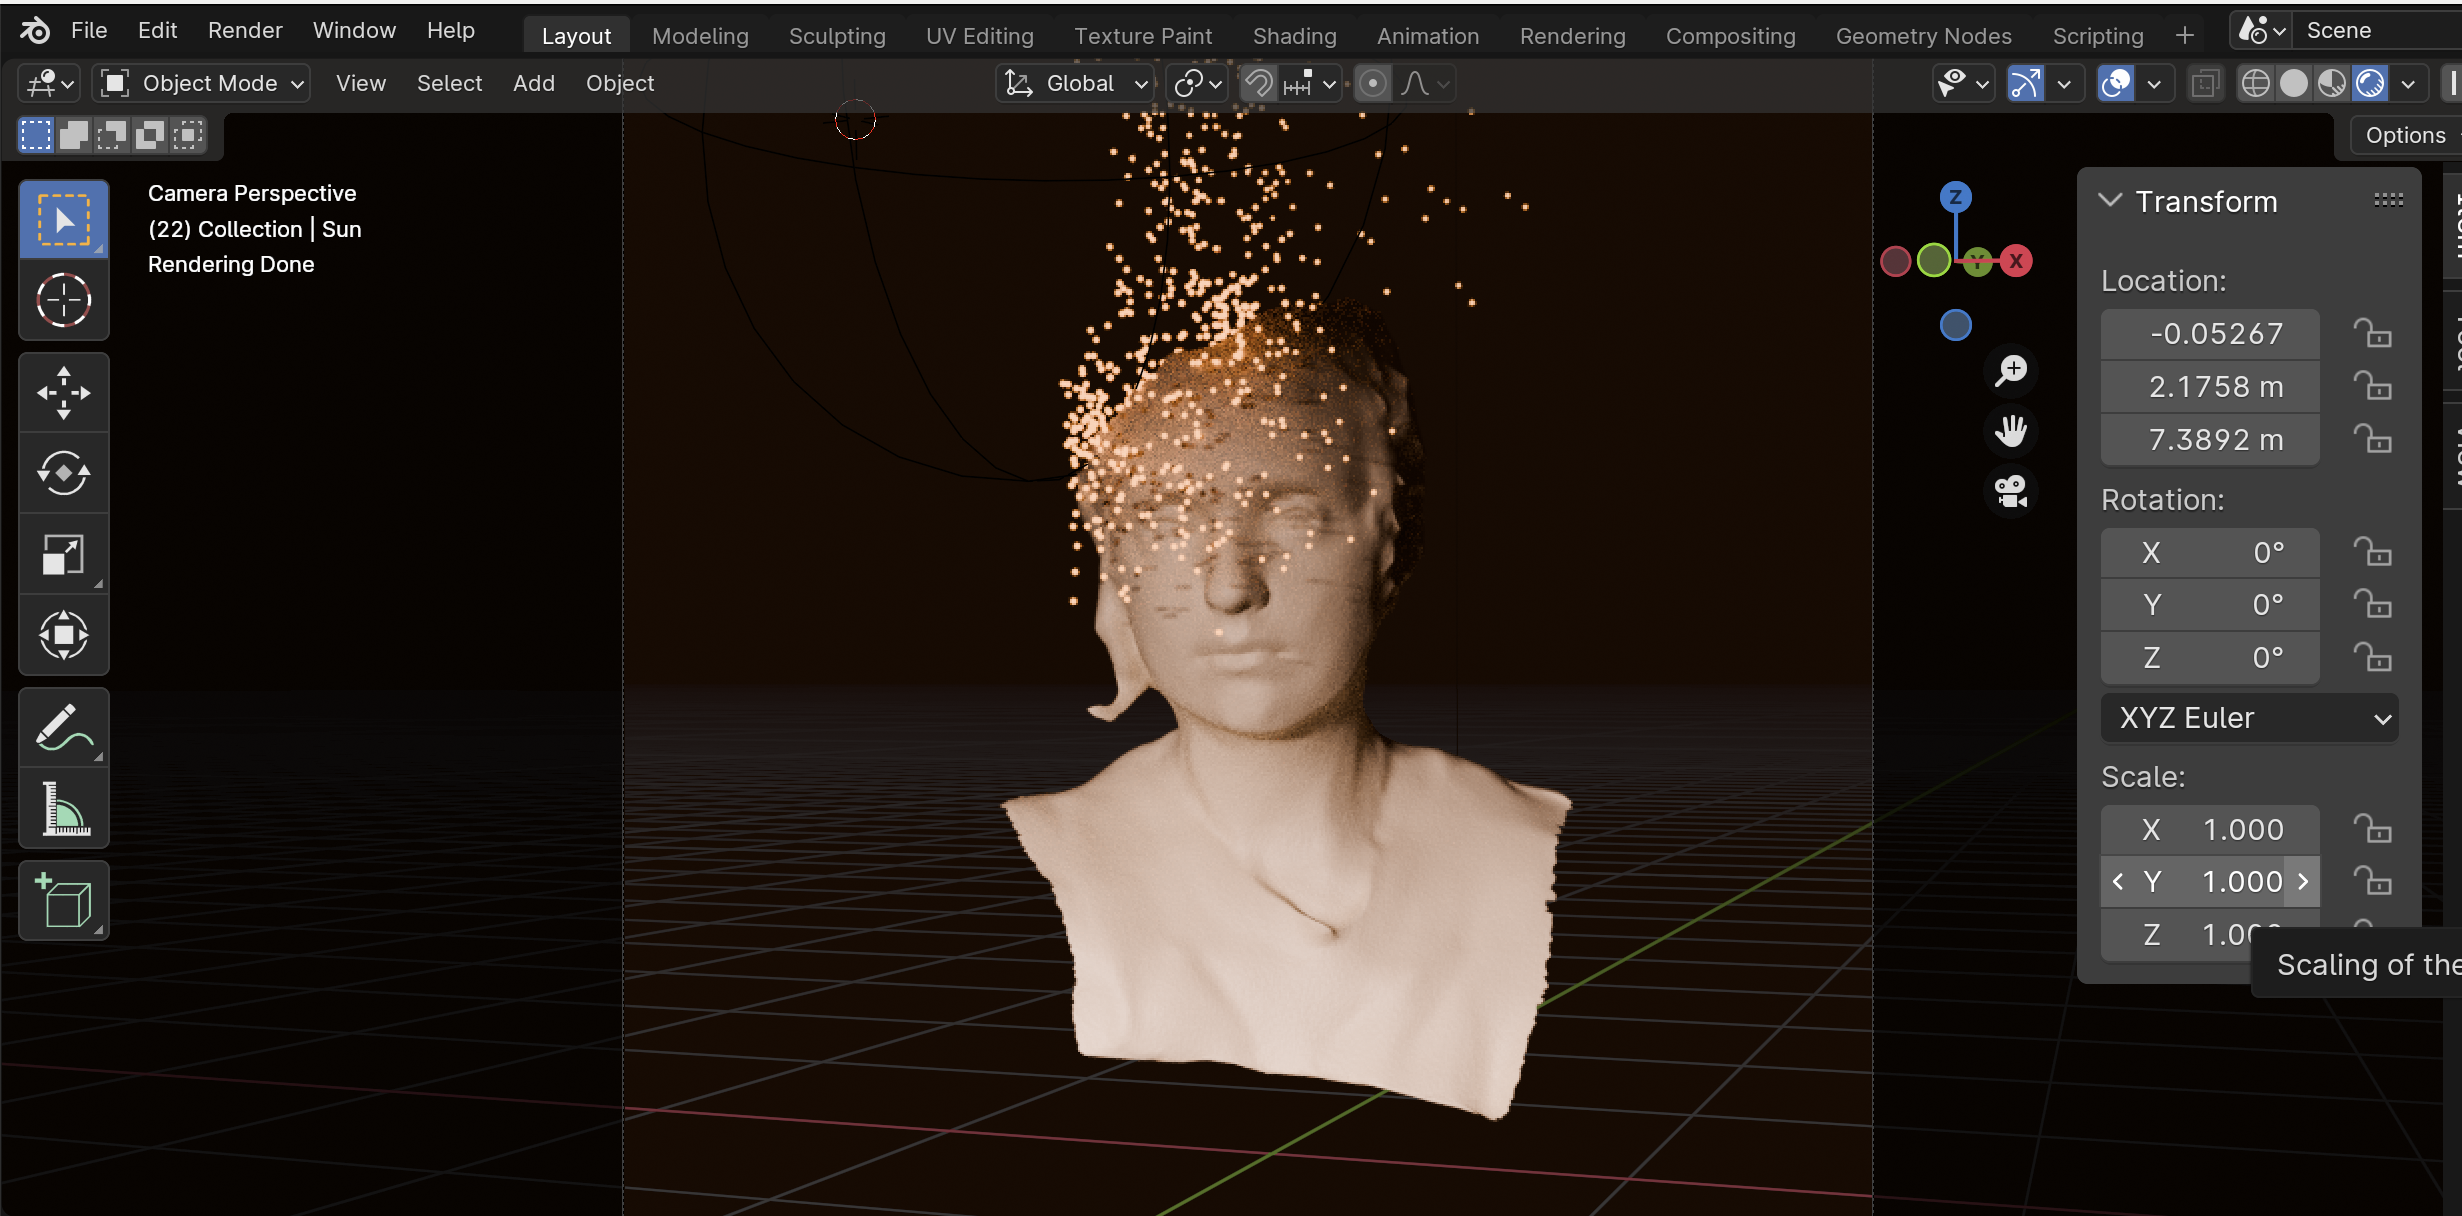 File Edit Render Window Help Layout Modeling Sculpting UV Editing Texture Paint Shading Animation Rendering Compositing Geometry Nodes Scripting + Scene
Object Mode View Select Add Object Global
Options
Camera Perspective
(22) Collection | Sun
Rendering Done
Z
Y X
Transform
Location:
-0.05267
2.1758 m
7.3892 m
Rotation:
X 0°
Y 0°
Z 0°
XYZ Euler
Scale:
X 1.000
Y 1.000
Z 1.00
Scaling of the